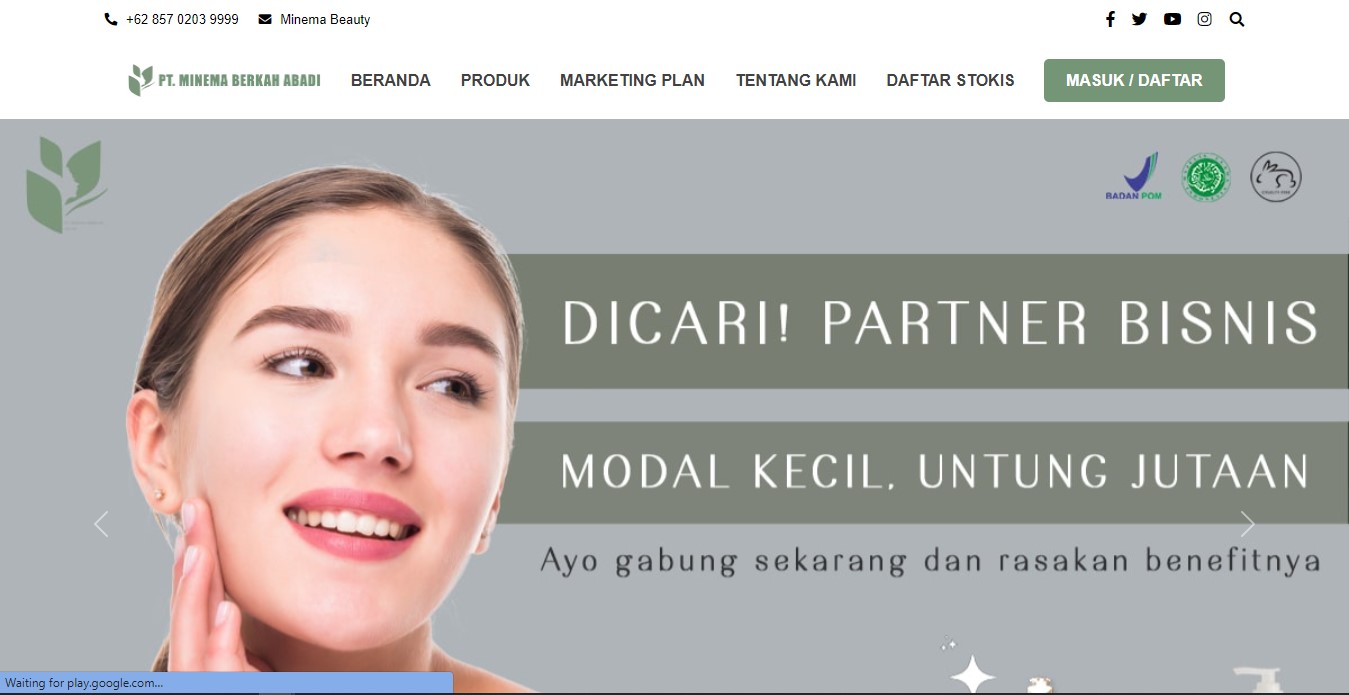 +62 857 0203 9999 Minema Beauty
PT. MINEMA BERKAH ABADI BERANDA PRODUK MARKETING PLAN TENTANG KAMI DAFTAR STOKIS MASUK / DAFTAR
BADAN POM
DICARI! PARTNER BISNIS
MODAL KECIL, UNTUNG JUTAAN
Ayo gabung sekarang dan rasakan benefitnya
Waiting for play.google.com...